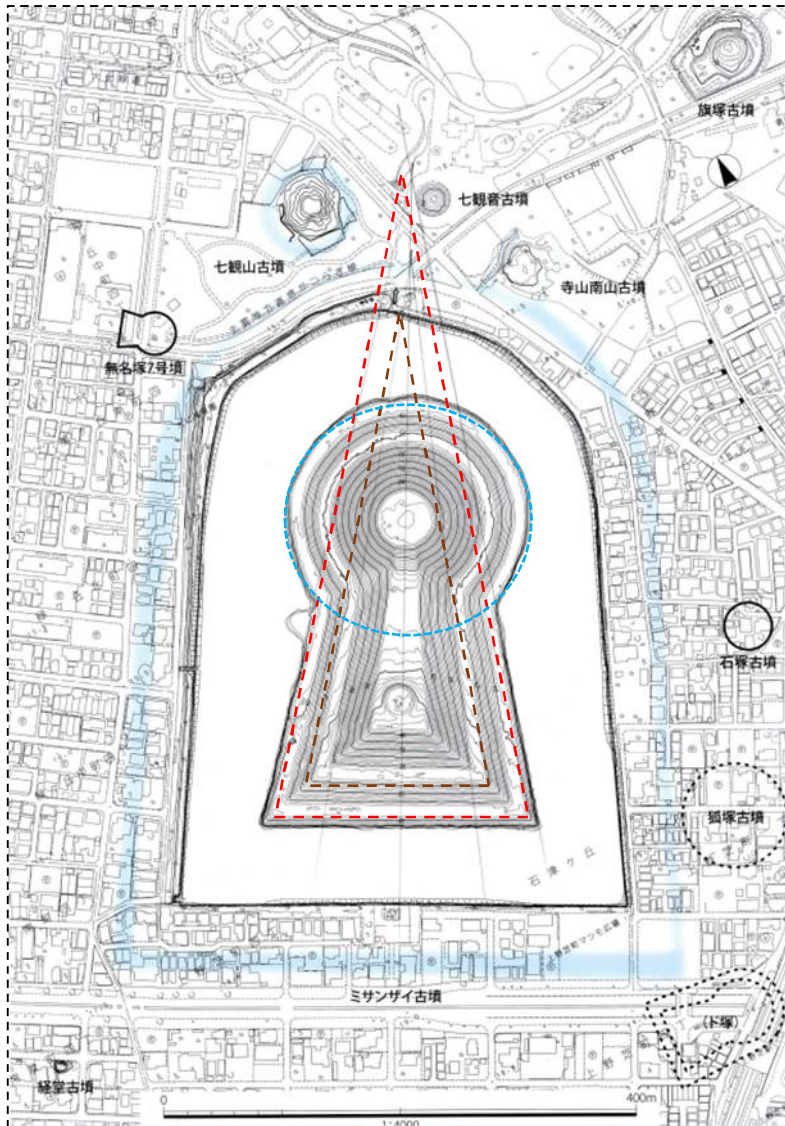 旗塚古墳
七観音古墳
七観山古墳
寺山南山古墳
無名塚7号墳
石塚古墳
狐塚古墳
石津ヶ丘
ミサンザイ古墳
(ド塚)
経堂古墳
0 400m
1:4000